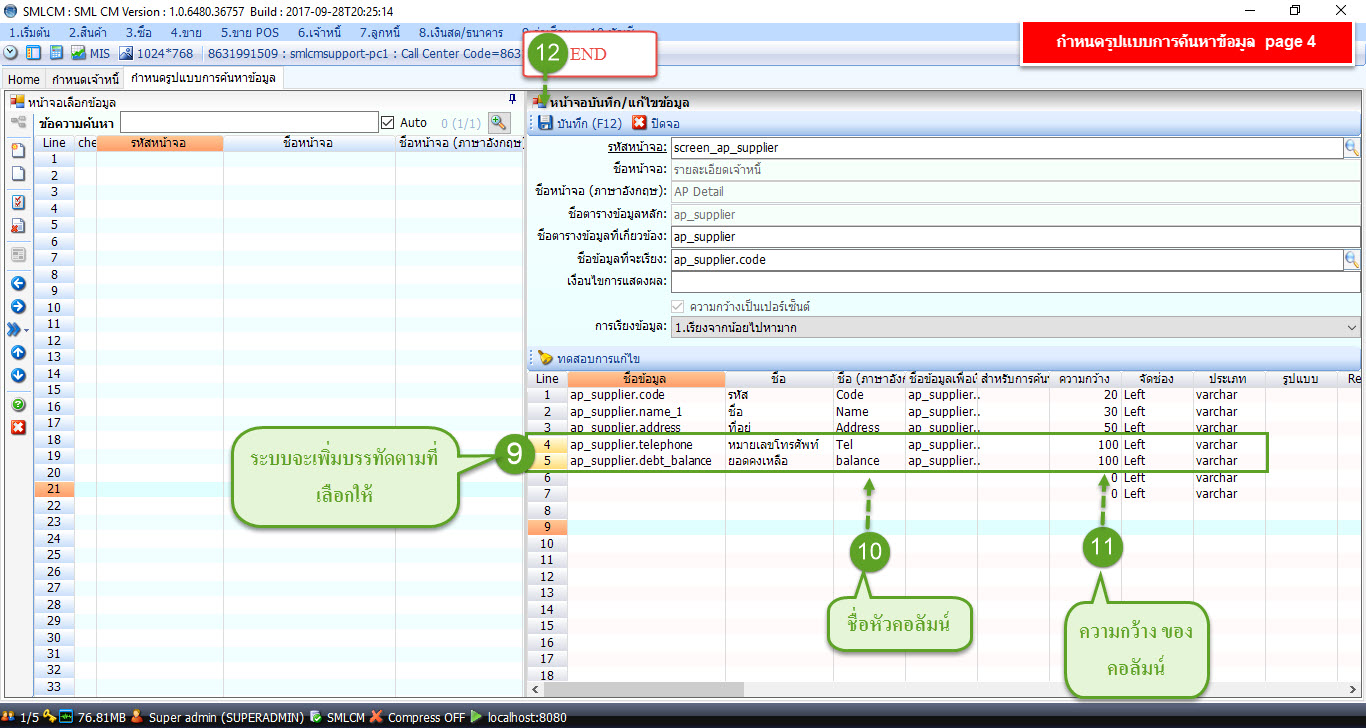 SMLCM : SML CM Version : 1.0.6480.36757 Build : 2017-09-28T20:25:14
1.เริ่มต้น 2.สินค้า 3.ซื้อ 4.ขาย 5.ขาย POS 6.เจ้าหนี้ 7.ลูกหนี้ 8.เงินสด/ธนาคาร
MIS 1024*768 8631991509 : smlcmsupport-pc1 : Call Center Code=863
12 END
กำหนดรูปแบบการค้นหาข้อมูล page 4
Home กำหนดเจ้าหนี้ กำหนดรูปแบบการค้นหาข้อมูล
หน้าจอเลือกข้อมูล
ข้อความค้นหา Auto 0 (1/1)
Line che รหัสหน้าจอ ชื่อหน้าจอ ชื่อหน้าจอ (ภาษาอังกฤษ)
1
2
3
4
5
6
7
8
9
10
11
12
13
14
15
16
17
18
19
20
21
22
23
24
25
26
27
28
29
30
31
32
33
หน้าจอบันทึก/แก้ไขข้อมูล
บันทึก (F12) ปิดจอ
รหัสหน้าจอ: screen_ap_supplier
ชื่อหน้าจอ: รายละเอียดเจ้าหนี้
ชื่อหน้าจอ (ภาษาอังกฤษ): AP Detail
ชื่อตารางข้อมูลหลัก: ap_supplier
ชื่อตารางข้อมูลที่เกี่ยวข้อง: ap_supplier
ชื่อข้อมูลที่จะเรียง: ap_supplier.code
เงื่อนไขการแสดงผล:
ความกว้างเป็นเปอร์เซ็นต์
การเรียงข้อมูล: 1.เรียงจากน้อยไปหามาก
ทดสอบการแก้ไข
Line ชื่อข้อมูล ชื่อ ชื่อ (ภาษาอังก ชื่อข้อมูลเพื่อเ สำหรับการค้นห ความกว้าง จัดช่อง ประเภท รูปแบบ Re
1 ap_supplier.code รหัส Code ap_supplier.. 20 Left varchar
2 ap_supplier.name_1 ชื่อ Name ap_supplier.. 30 Left varchar
3 ap_supplier.address ที่อยู่ Address ap_supplier.. 50 Left varchar
4 ap_supplier.telephone หมายเลขโทรศัพท์ Tel ap_supplier.. 100 Left varchar
5 ap_supplier.debt_balance ยอดคงเหลือ balance ap_supplier.. 100 Left varchar
6 0 Left varchar
7 0 Left varchar
8
9
10
11
12
13
14
15
16
17
18
9
ระบบจะเพิ่มบรรทัดตามที่
เลือกให้
10
ชื่อหัวคอลัมน์
11
ความกว้าง ของ
คอลัมน์
1/5 76.81MB Super admin (SUPERADMIN) SMLCM Compress OFF localhost:8080